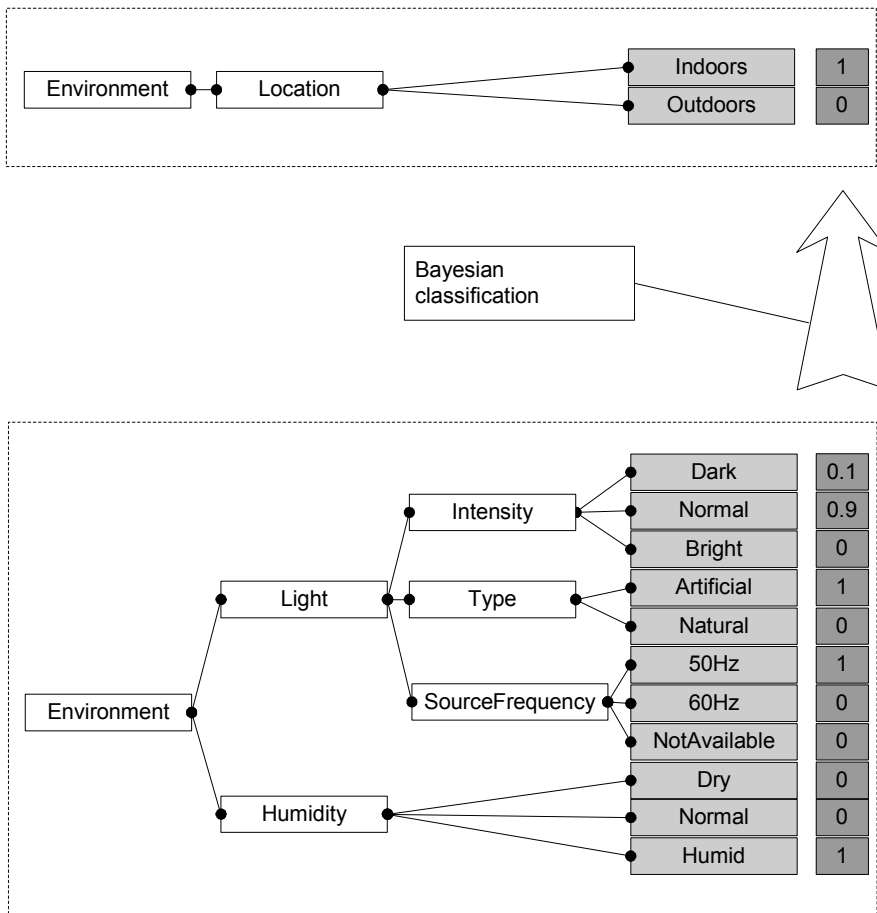 Environment Location Indoors 1
Outdoors 0
Bayesian
classification
Dark 0.1
Intensity Normal 0.9
Bright 0
Light Type Artificial 1
Natural 0
50Hz 1
Environment SourceFrequency 60Hz 0
NotAvailable 0
Dry 0
Humidity Normal 0
Humid 1